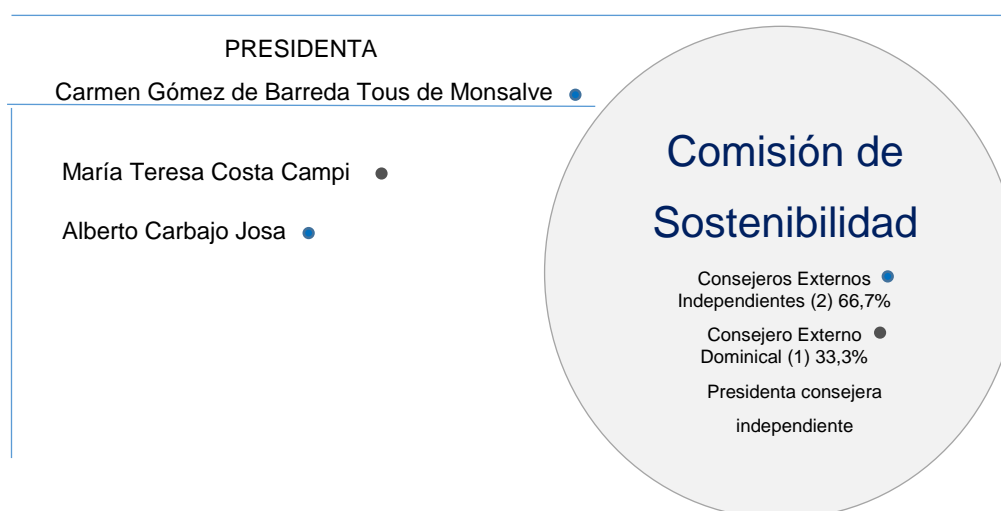 PRESIDENTA
Carmen Gómez de Barreda Tous de Monsalve
María Teresa Costa Campi
Alberto Carbajo Josa
Comisión de
Sostenibilidad
Consejeros Externos
Independientes (2) 66,7%
Consejero Externo
Dominical (1) 33,3%
Presidenta consejera
independiente